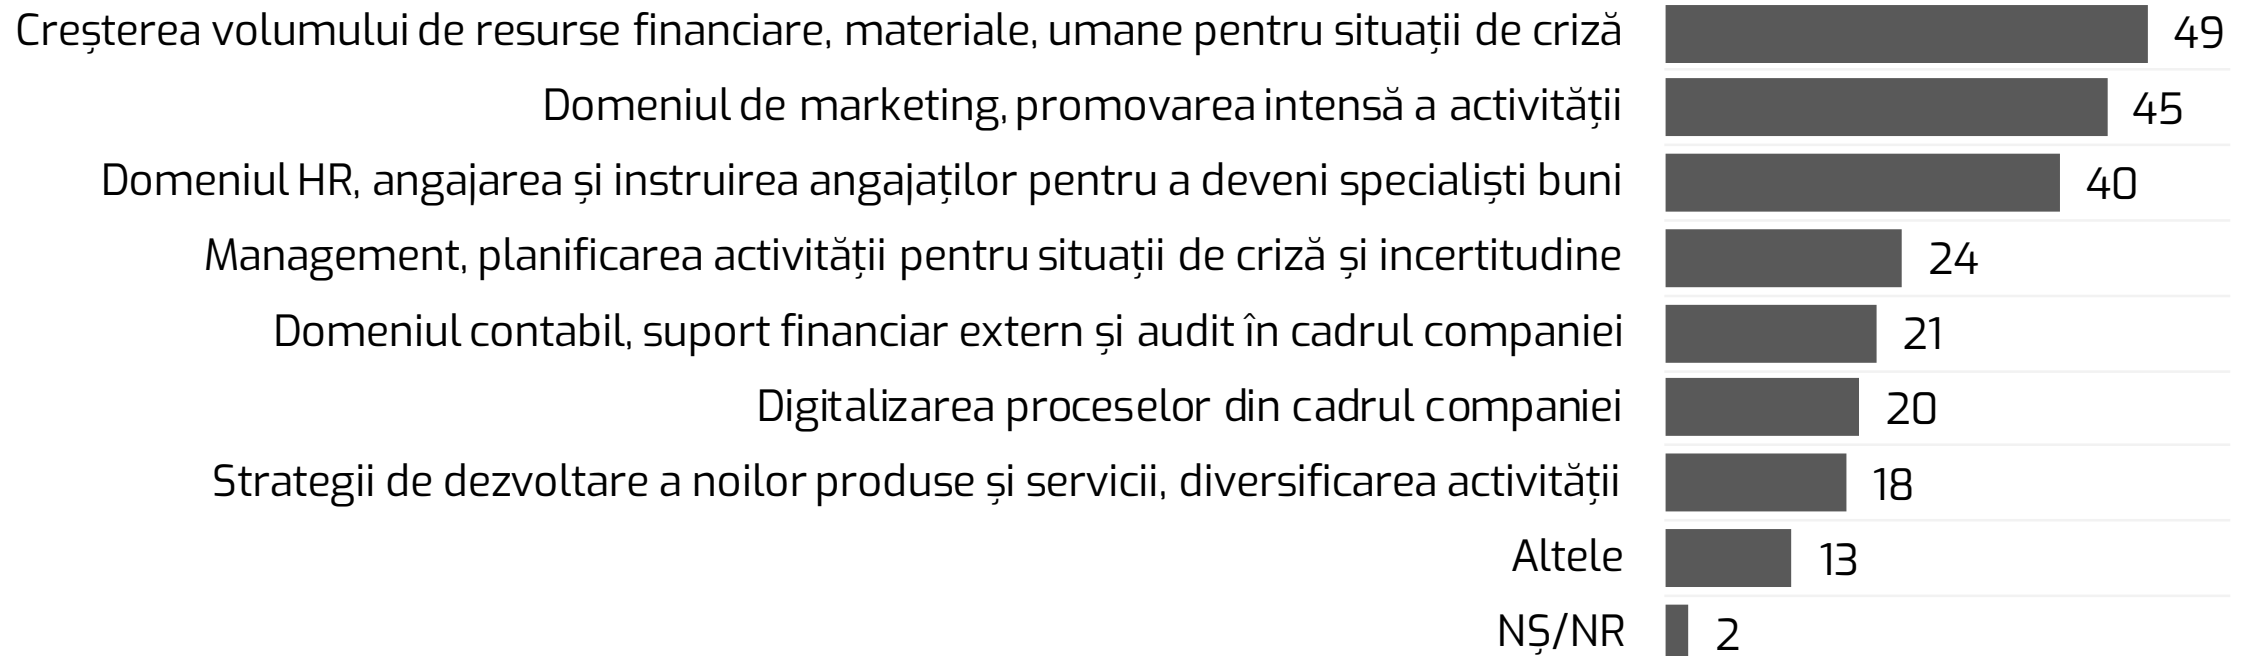 Creșterea volumului de resurse financiare, materiale, umane pentru situații de criză 49
Domeniul de marketing, promovarea intensă a activității 45
Domeniul HR, angajarea și instruirea angajaților pentru a deveni specialiști buni 40
Management, planificarea activității pentru situații de criză și incertitudine 24
Domeniul contabil, suport financiar extern și audit în cadrul companiei 21
Digitalizarea proceselor din cadrul companiei 20
Strategii de dezvoltare a noilor produse și servicii, diversificarea activității 18
Altele 13
NȘ/NR 2